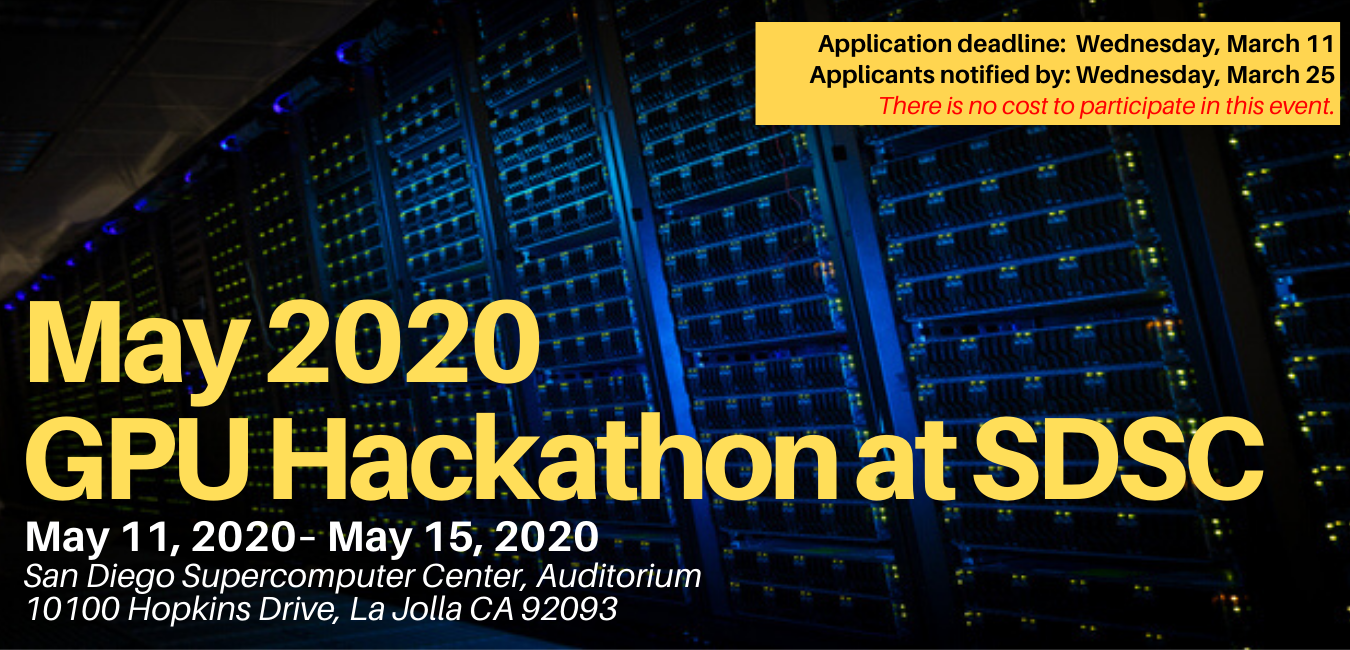 Application deadline: Wednesday, March 11
Applicants notified by: Wednesday, March 25
There is no cost to participate in this event.
May 2020
GPU Hackathon at SDSC
May 11, 2020– May 15, 2020
San Diego Supercomputer Center, Auditorium
10100 Hopkins Drive, La Jolla CA 92093